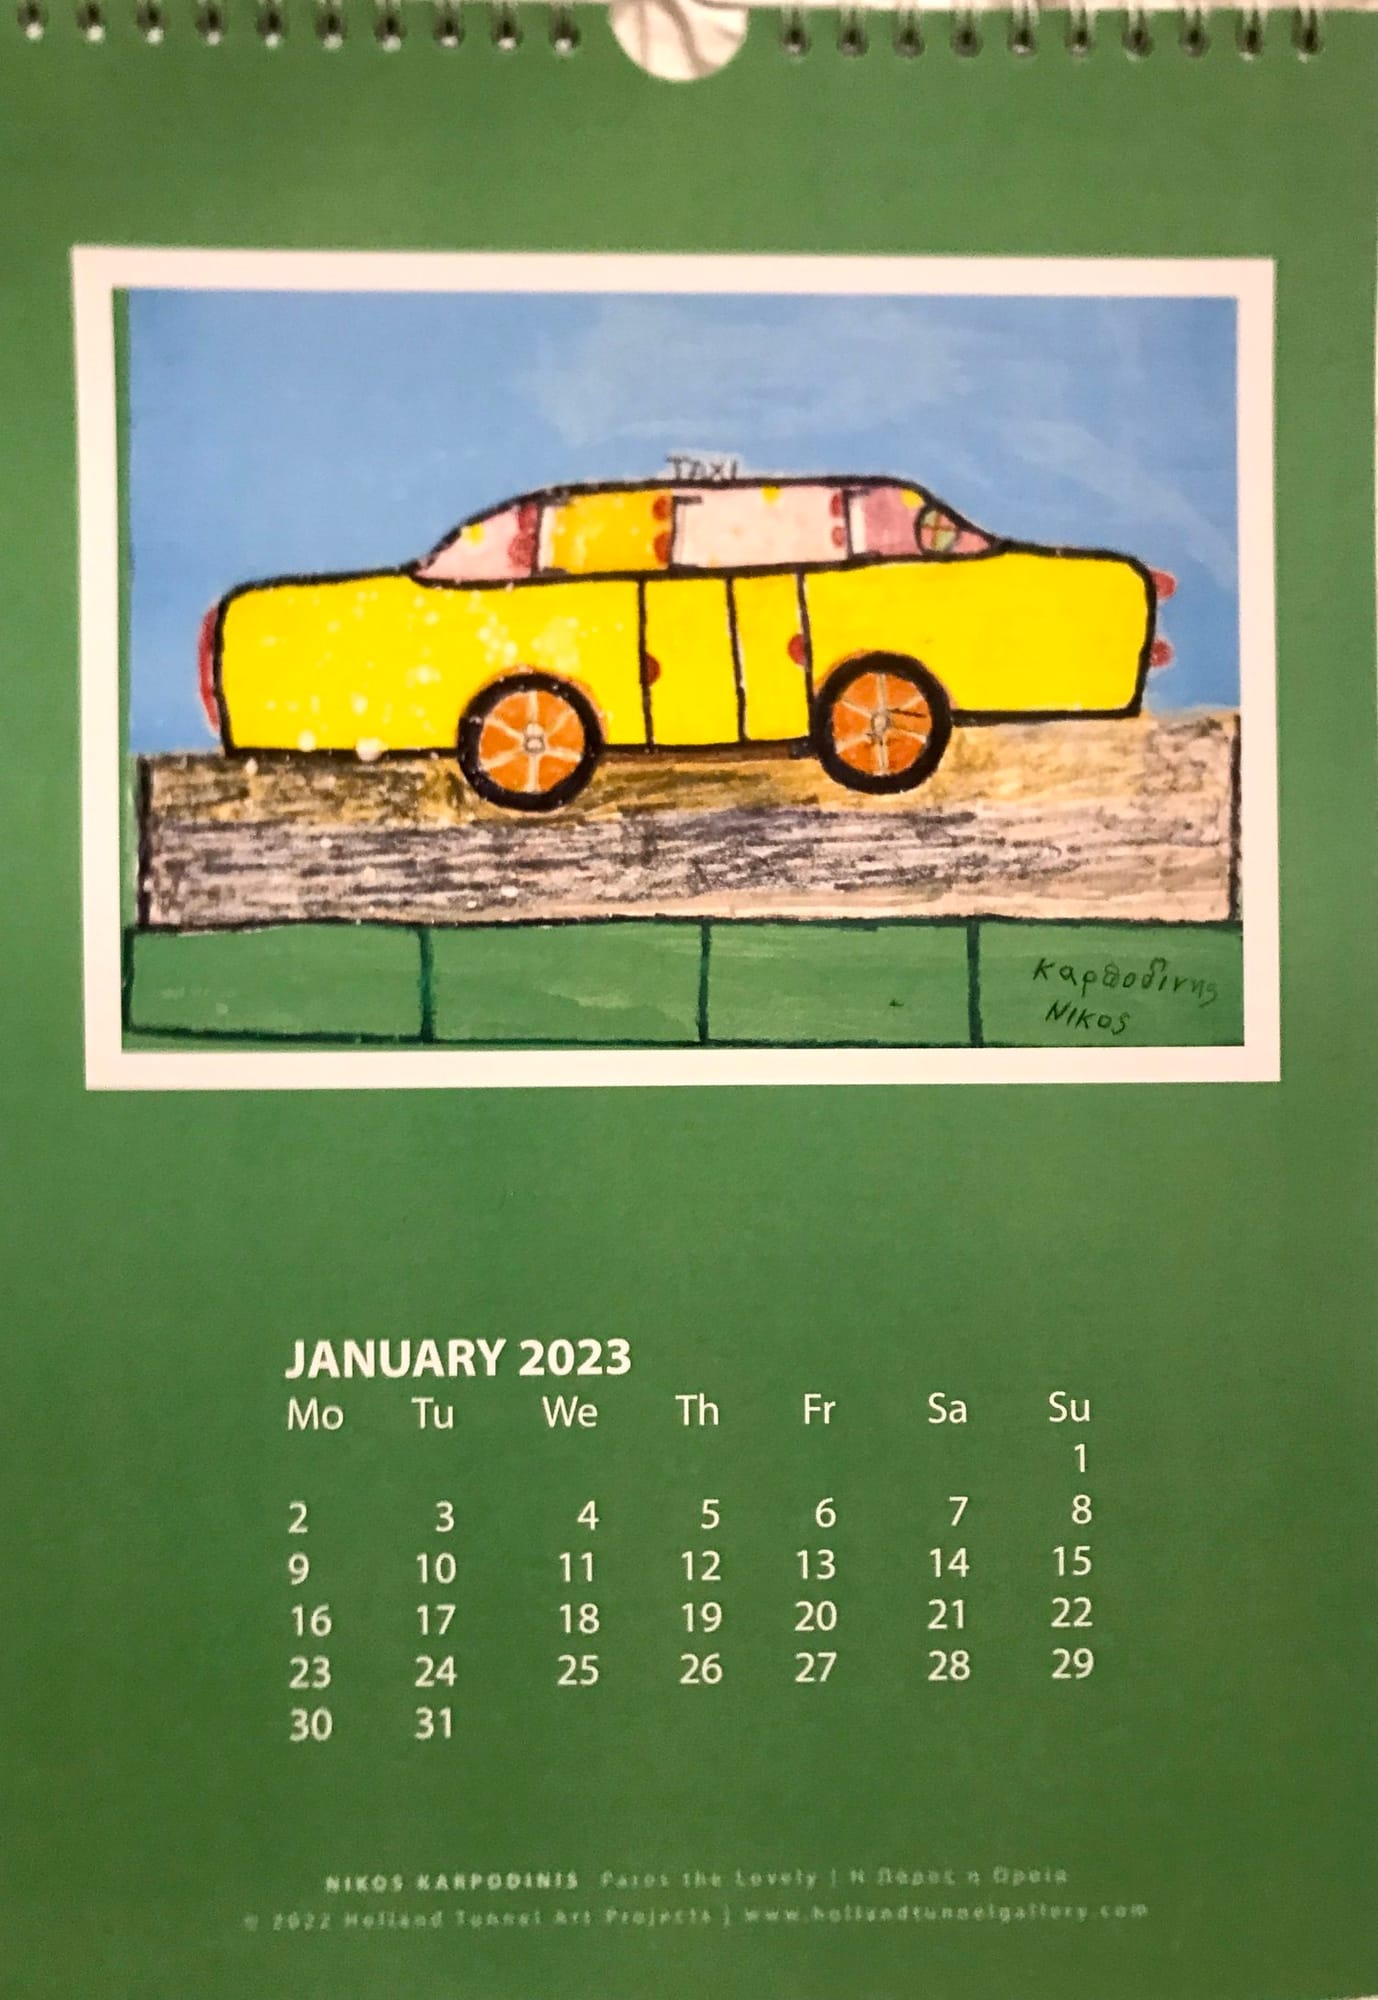 TAXI
Καρποδίνης
ΝΙΚΟΣ
JANUARY 2023
Mo Tu We Th Fr Sa Su
1
2 3 4 5 6 7 8
9 10 11 12 13 14 15
16 17 18 19 20 21 22
23 24 25 26 27 28 29
30 31
NIKOS KARPODINIS Paros the Lovely | Η Πάρος η Ωραία
© 2022 Holland Tunnel Art Projects | www.hollandtunnelgallery.com